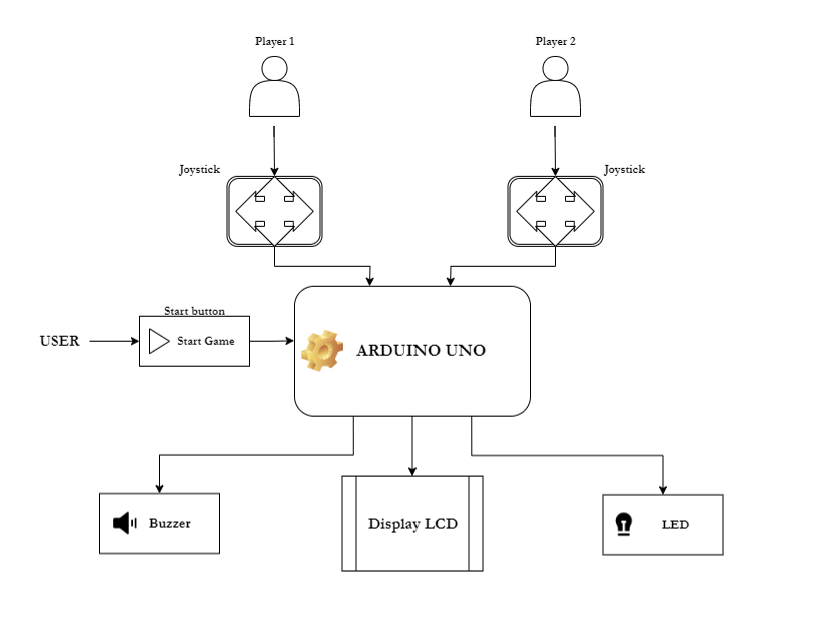 Player 1
Player 2
Joystick
Joystick
Start button
USER
Start Game
ARDUINO UNO
Buzzer
Display LCD
LED